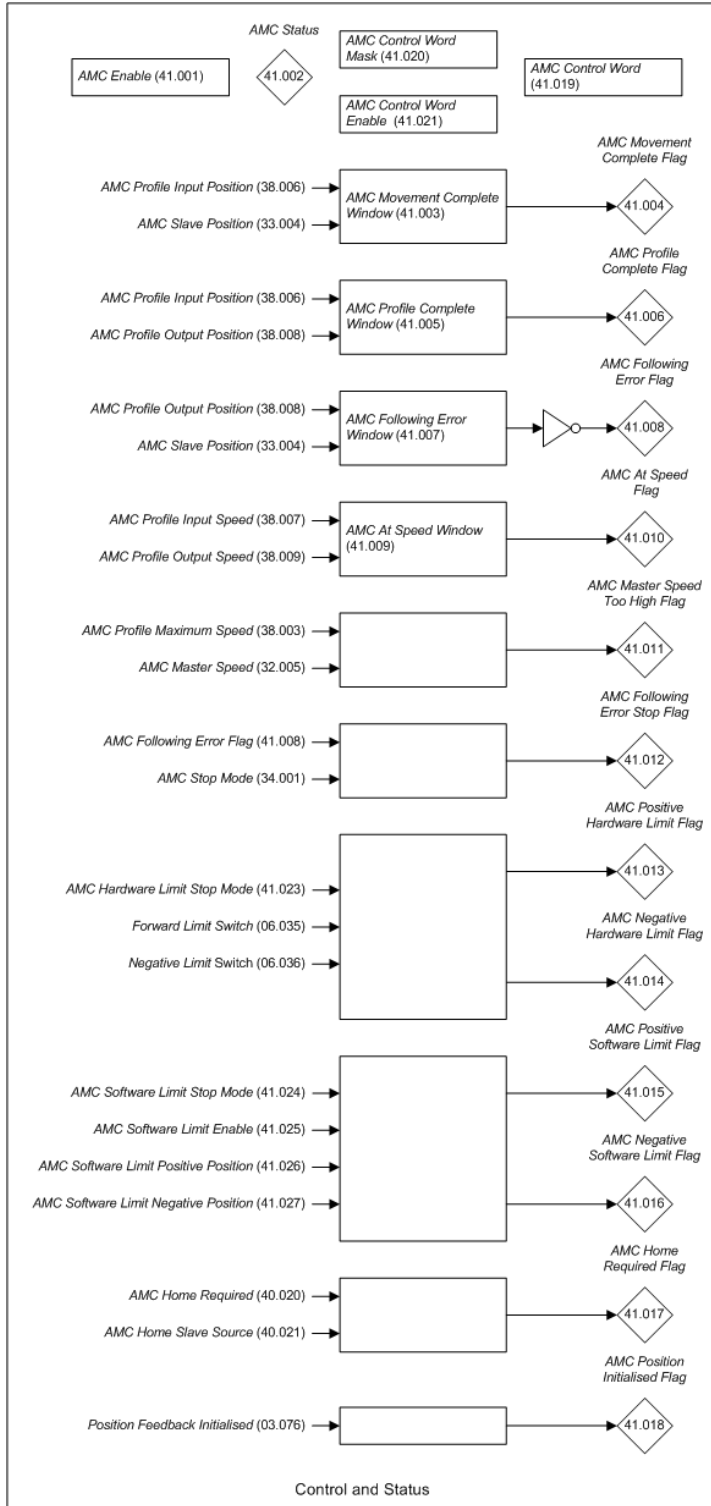 AMC Status
AMC Enable (41.001)
41.002
AMC Control Word
Mask (41.020)
AMC Control Word
Enable (41.021)
AMC Control Word
(41.019)
AMC Profile Input Position (38.006)
AMC Slave Position (33.004)
AMC Movement Complete
Window (41.003)
AMC Movement
Complete Flag
41.004
AMC Profile Input Position (38.006)
AMC Profile Output Position (38.008)
AMC Profile Complete
Window (41.005)
AMC Profile
Complete Flag
41.006
AMC Profile Output Position (38.008)
AMC Slave Position (33.004)
AMC Following Error
Window (41.007)
AMC Following
Error Flag
41.008
AMC Profile Input Speed (38.007)
AMC Profile Output Speed (38.009)
AMC At Speed Window
(41.009)
AMC At Speed
Flag
41.010
AMC Profile Maximum Speed (38.003)
AMC Master Speed (32.005)
AMC Master Speed
Too High Flag
41.011
AMC Following Error Flag (41.008)
AMC Stop Mode (34.001)
AMC Following
Error Stop Flag
41.012
AMC Hardware Limit Stop Mode (41.023)
Forward Limit Switch (06.035)
Negative Limit Switch (06.036)
AMC Positive
Hardware Limit Flag
41.013
AMC Negative
Hardware Limit Flag
41.014
AMC Software Limit Stop Mode (41.024)
AMC Software Limit Enable (41.025)
AMC Software Limit Positive Position (41.026)
AMC Software Limit Negative Position (41.027)
AMC Positive
Software Limit Flag
41.015
AMC Negative
Software Limit Flag
41.016
AMC Home Required (40.020)
AMC Home Slave Source (40.021)
AMC Home
Required Flag
41.017
Position Feedback Initialised (03.076)
AMC Position
Initialised Flag
41.018
Control and Status